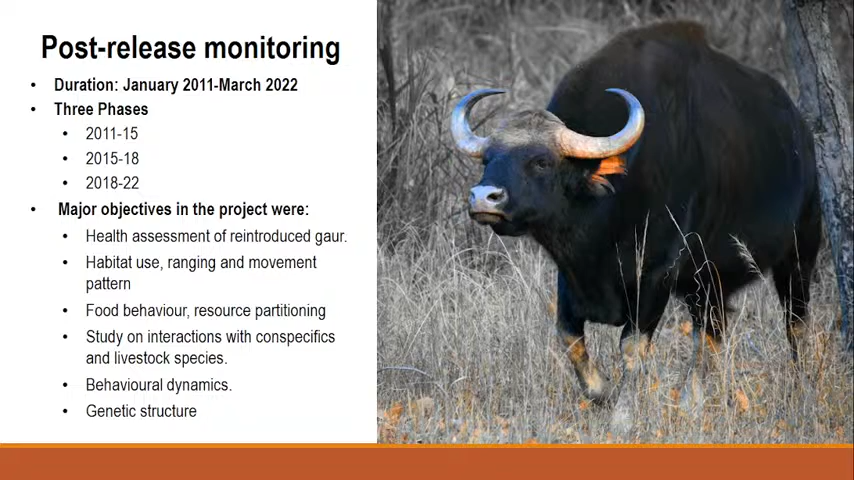 Post-release monitoring
• Duration: January 2011-March 2022
• Three Phases
• 2011-15
• 2015-18
• 2018-22
• Major objectives in the project were:
• Health assessment of reintroduced gaur.
• Habitat use, ranging and movement
pattern
• Food behaviour, resource partitioning
• Study on interactions with conspecifics
and livestock species.
• Behavioural dynamics.
• Genetic structure